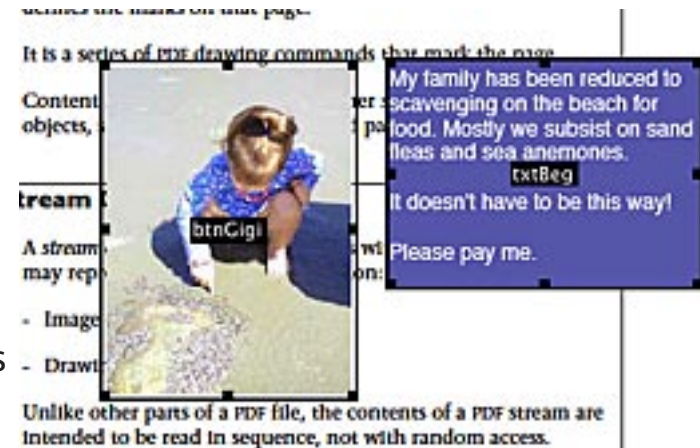 defines the marks on that page.
It is a series of PDF drawing commands that mark the page
Content
objects,
My family has been reduced to
scavenging on the beach for
food. Mostly we subsist on sand
fleas and sea anemones.
txtBeg
It doesn't have to be this way!
Please pay me.
btnGigi
tream
A stream
may rep
on:
- Image
- Drawi
s
Unlike other parts of a PDF file, the contents of a PDF stream are
intended to be read in sequence, not with random access.